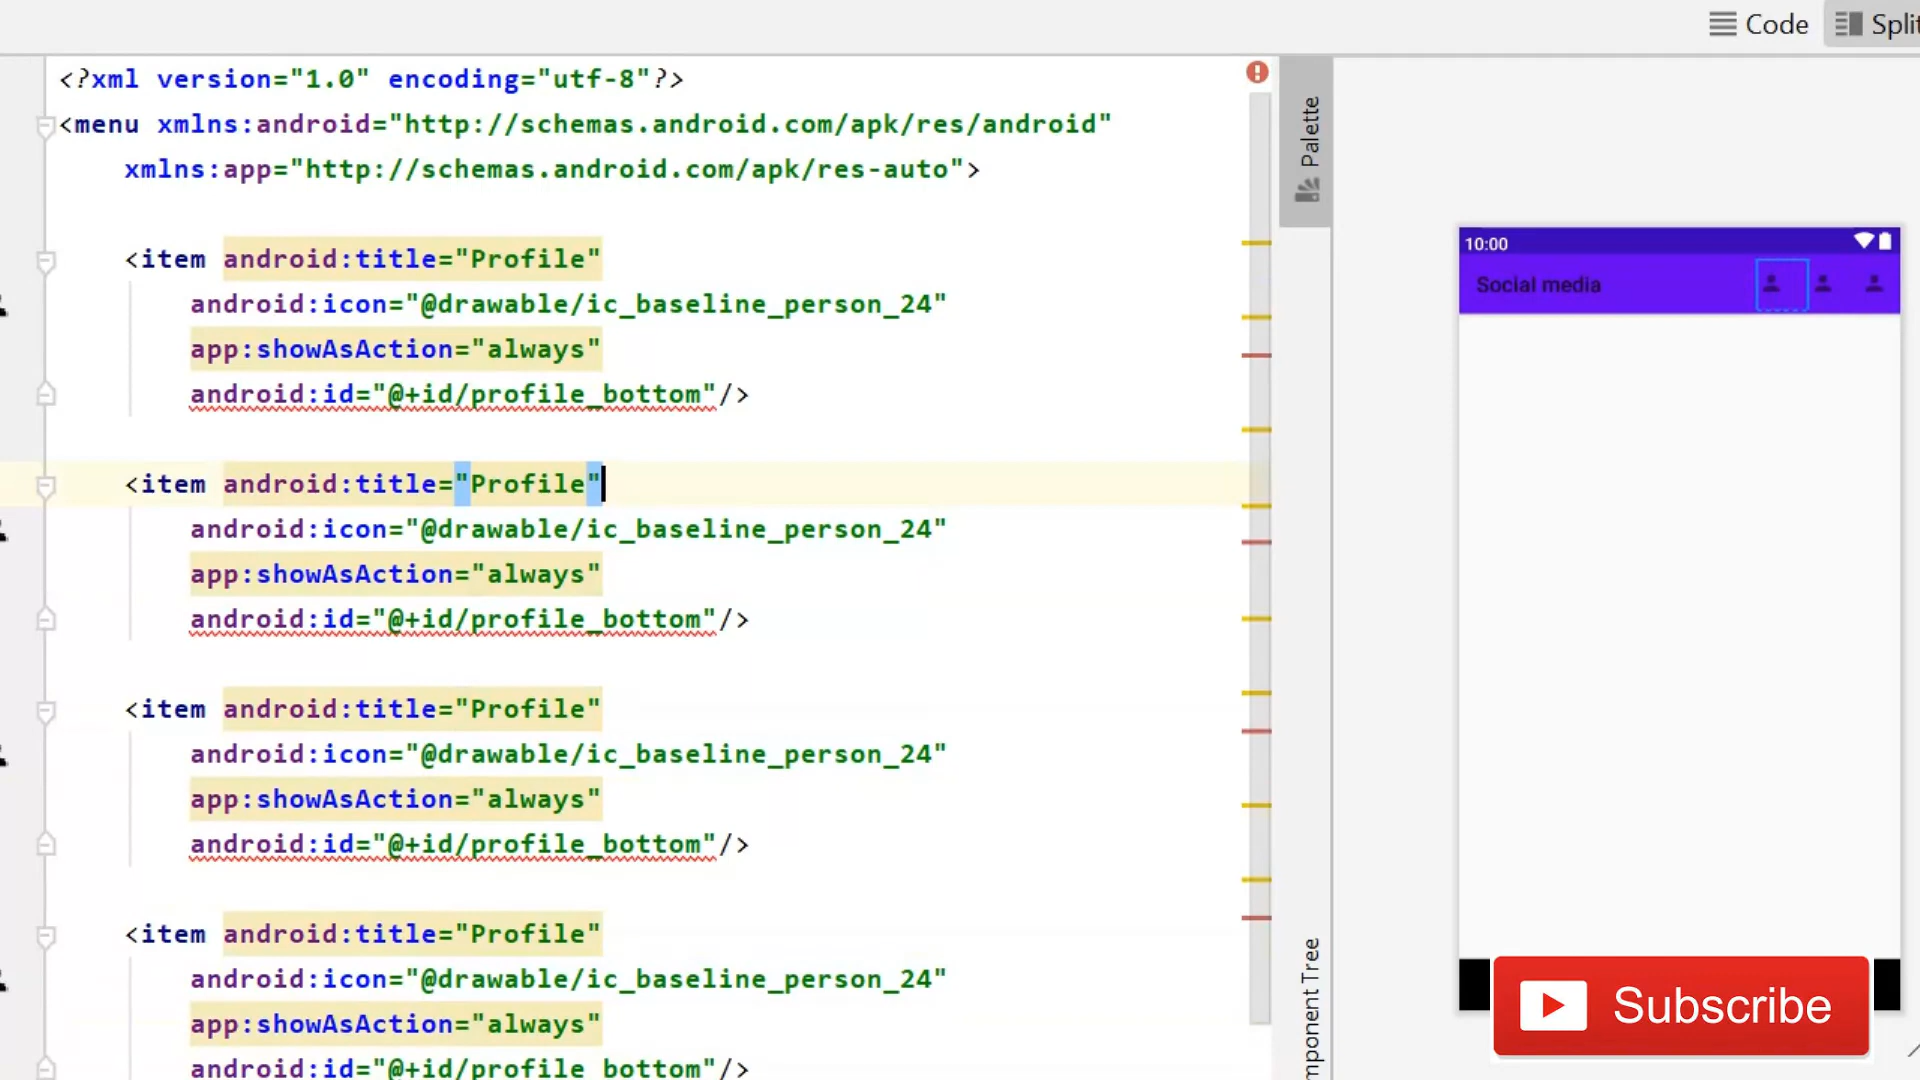 Code
Split
<?xml version="1.0" encoding="utf-8"?>
<menu xmlns:android="http://schemas.android.com/apk/res/android"
xmlns:app="http://schemas.android.com/apk/res-auto">
<item android:title="Profile"
android:icon="@drawable/ic_baseline_person_24"
app:showAsAction="always"
android:id="@+id/profile_bottom"/>
<item android:title="Profile"
android:icon="@drawable/ic_baseline_person_24"
app:showAsAction="always"
android:id="@+id/profile_bottom"/>
<item android:title="Profile"
android:icon="@drawable/ic_baseline_person_24"
app:showAsAction="always"
android:id="@+id/profile_bottom"/>
<item android:title="Profile"
android:icon="@drawable/ic_baseline_person_24"
app:showAsAction="always"
android:id="@+id/profile_bottom"/>
Palette
mponent Tree
10:00
Social media
Subscribe